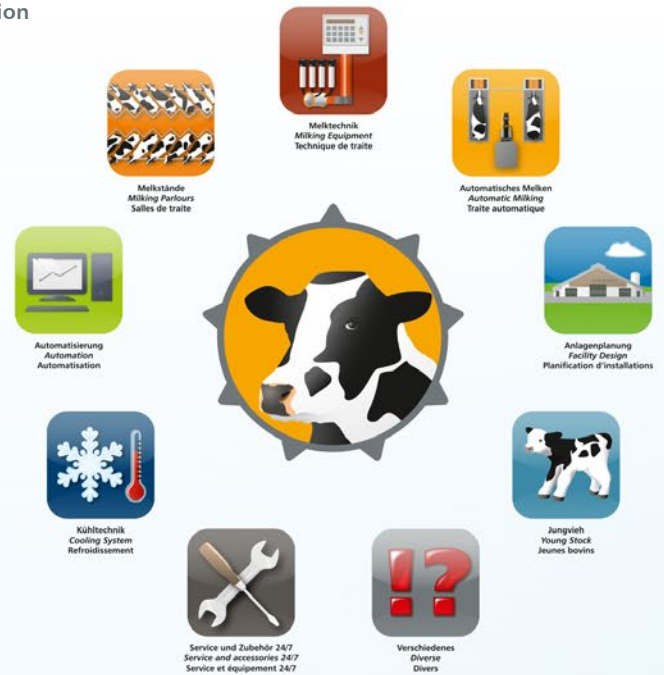 Melktechnik
Milking Equipment
Technique de traite
Melkstände
Milking Parlours
Salles de traite
Automatisches Melken
Automatic Milking
Traite automatique
Automatisierung
Automation
Automatisation
Anlagenplanung
Facility Design
Planification d'installations
Kühltechnik
Cooling System
Refroidissement
Jungvieh
Young Stock
Jeunes bovins
Service und Zubehör 24/7
Service and accessories 24/7
Service et équipement 24/7
!?
Verschiedenes
Diverse
Divers